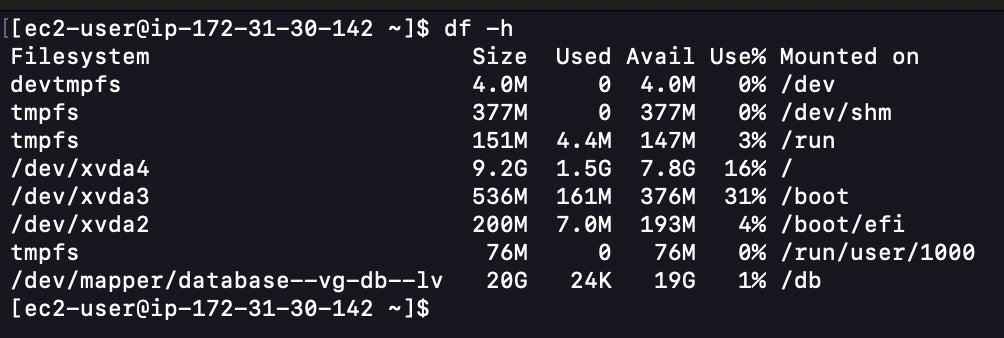 [[ec2-user@ip-172-31-30-142 ~]$ df -h
Filesystem                         Size  Used Avail Use% Mounted on
devtmpfs                           4.0M     0  4.0M   0% /dev
tmpfs                              377M     0  377M   0% /dev/shm
tmpfs                              151M  4.4M  147M   3% /run
/dev/xvda4                         9.2G  1.5G  7.8G  16% /
/dev/xvda3                         536M  161M  376M  31% /boot
/dev/xvda2                         200M  7.0M  193M   4% /boot/efi
tmpfs                               76M     0   76M   0% /run/user/1000
/dev/mapper/database--vg-db--lv     20G   24K   19G   1% /db
[ec2-user@ip-172-31-30-142 ~]$